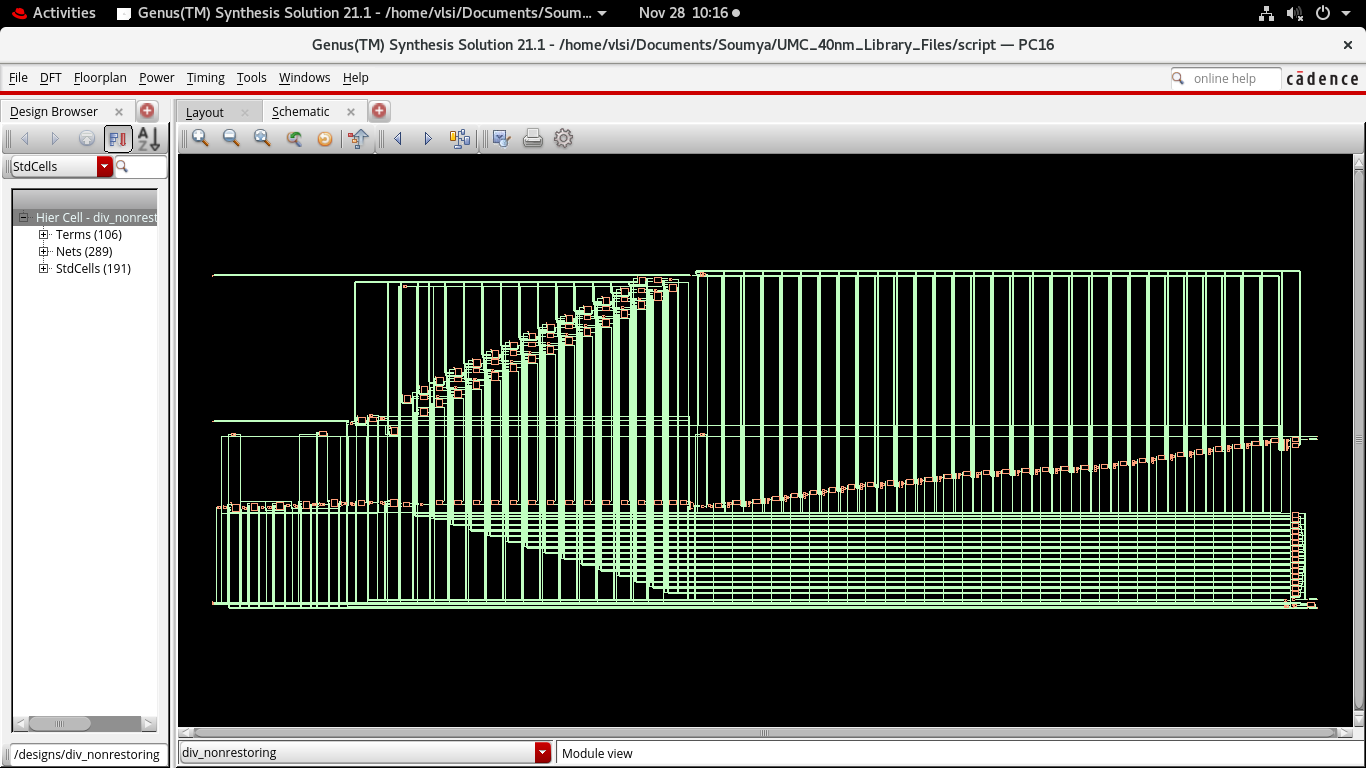 Activities
Genus(TM) Synthesis Solution 21.1 - /home/vlsi/Documents/Soum...
Nov 28 10:16
Genus(TM) Synthesis Solution 21.1 - /home/vlsi/Documents/Soumya/UMC_40nm_Library_Files/script — PC16
File DFT Floorplan Power Timing Tools Windows Help
online help
cādence
Design Browser
Layout
Schematic
StdCells
Hier Cell - div_nonrest
Terms (106)
Nets (289)
StdCells (191)
/designs/div_nonrestoring
div_nonrestoring
Module view